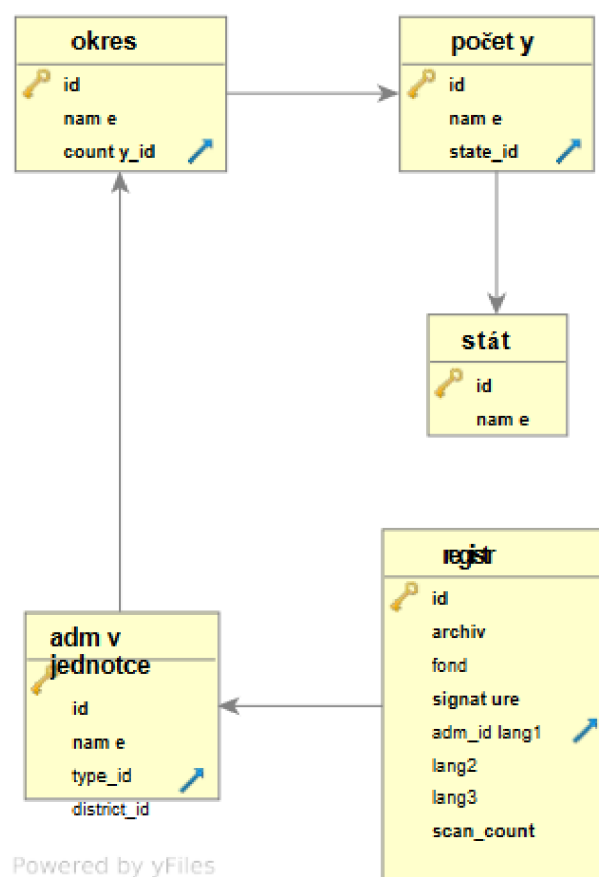 okres
id
nam e
count y_id
počet y
id
nam e
state_id
stát
id
nam e
registr
id
archiv
fond
signat ure
adm_id lang1
lang2
lang3
scan_count
adm v
jednotce
id
nam e
type_id
district_id
Powered by yFiles